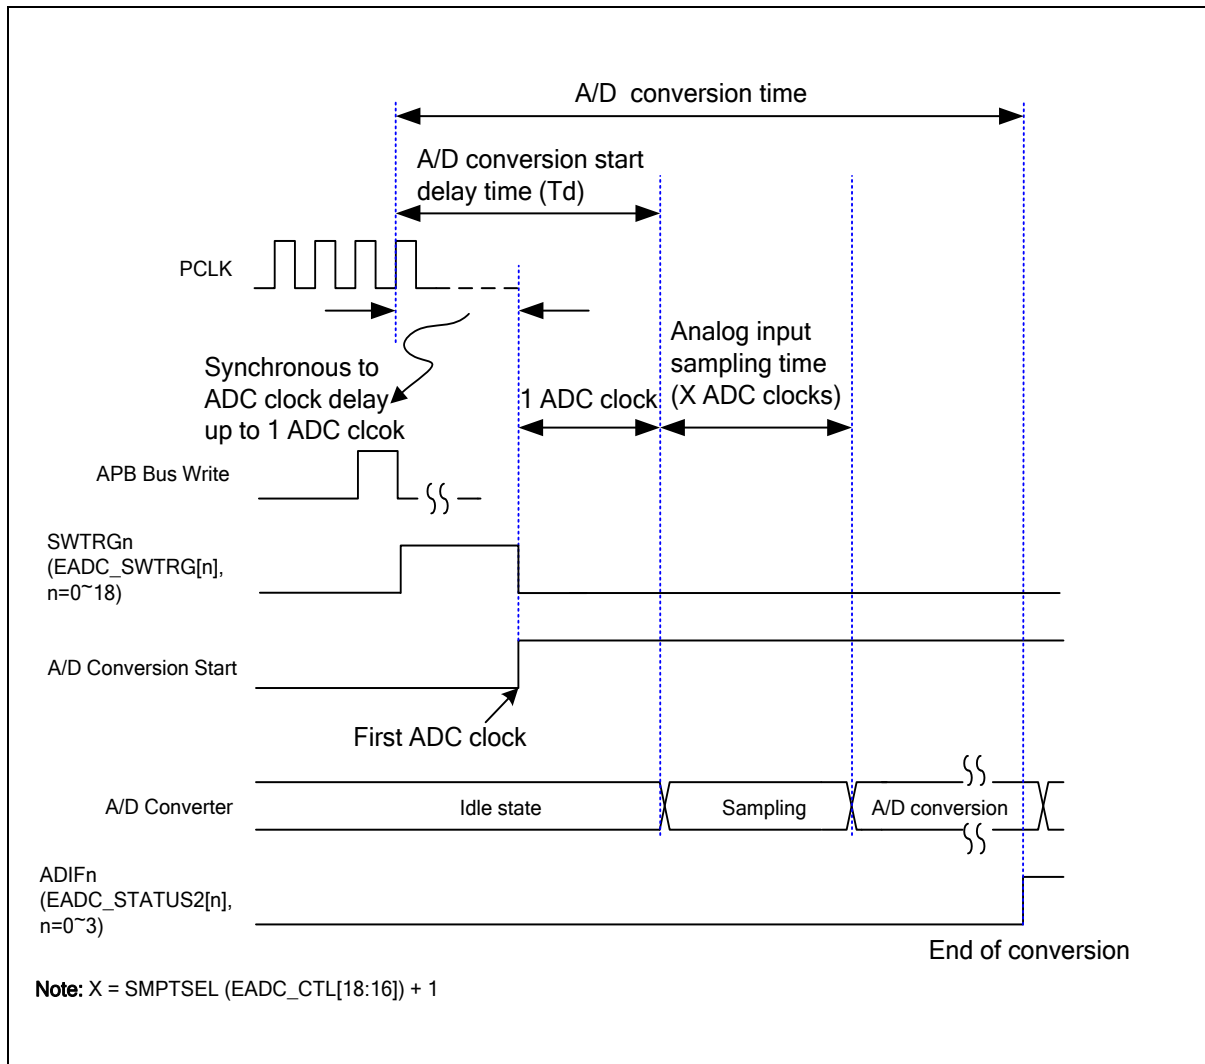 A/D conversion time
A/D conversion start
delay time (Td)
PCLK
Synchronous to
ADC clock delay
up to 1 ADC clcok
1 ADC clock
Analog input
sampling time
(X ADC clocks)
APB Bus Write
SWTRGn
(EADC_SWTRG[n],
n=0~18)
A/D Conversion Start
First ADC clock
A/D Converter
Idle state
Sampling
A/D conversion
ADIFn
(EADC_STATUS2[n],
n=0~3)
End of conversion
Note: X = SMPTSEL (EADC_CTL[18:16]) + 1